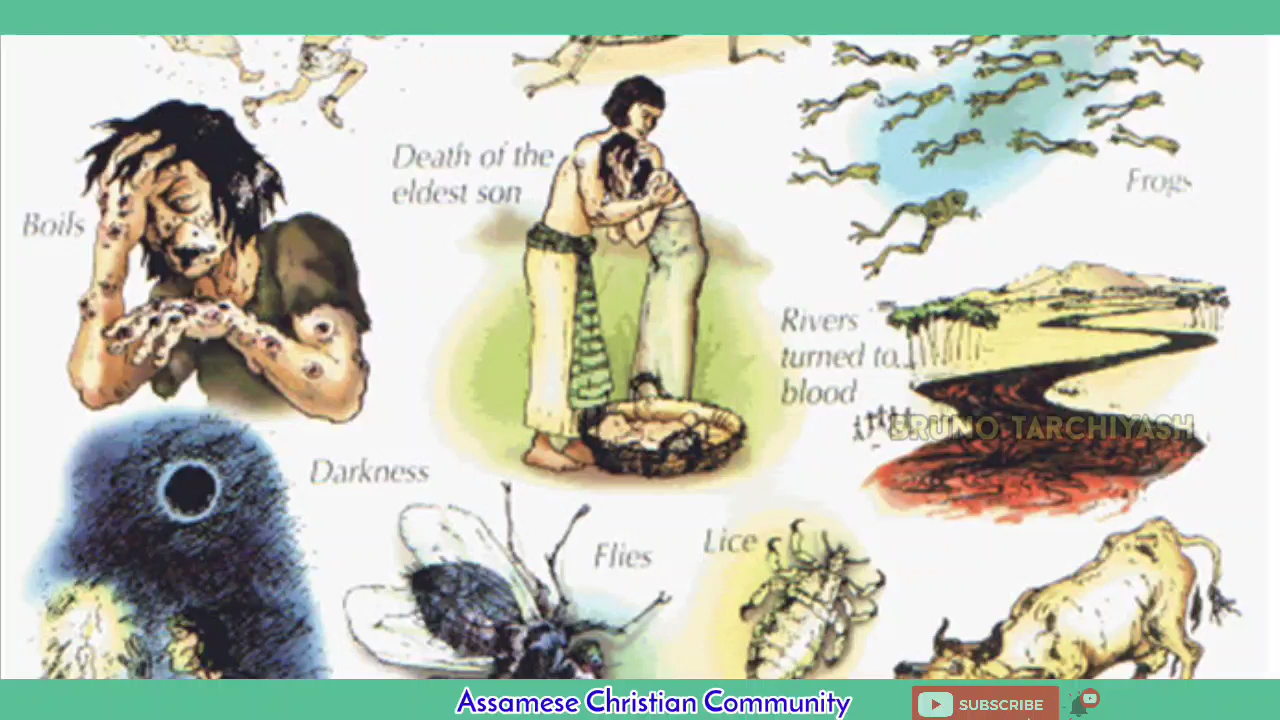 Death of the
eldest son
Boils
Frogs
Rivers
turned to
blood
BRUNO TARCHIYASH
Darkness
Flies
Lice
Assamese Christian Community
SUBSCRIBE